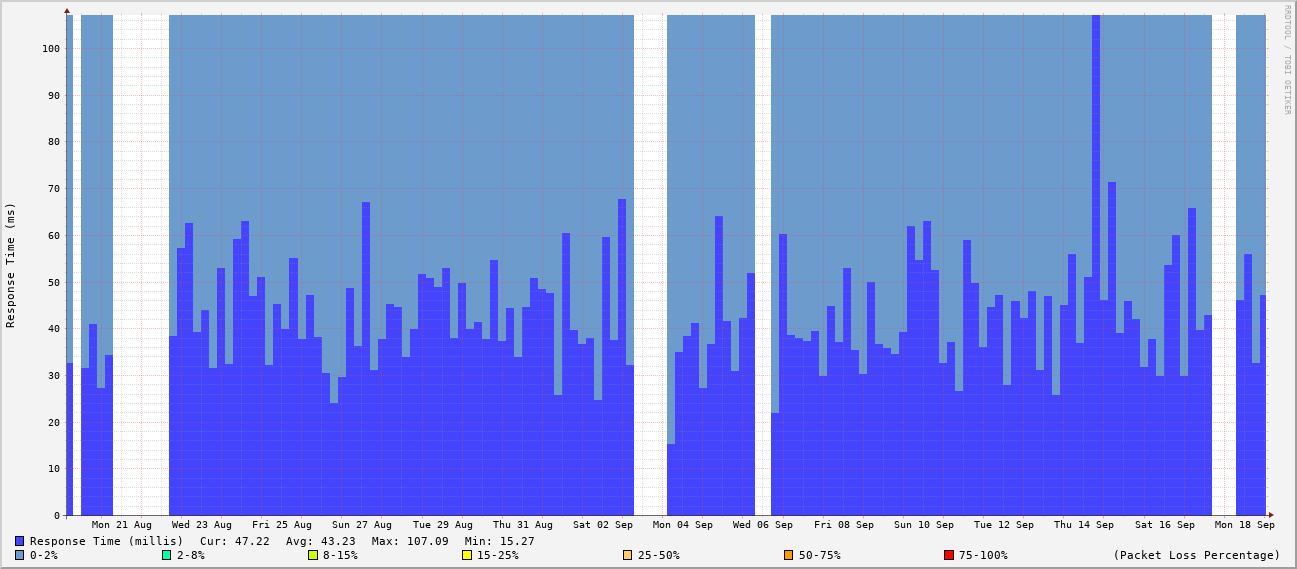 RRDTOOL / TOBI OETIKER
Response Time (ms)
100
90
80
70
60
50
40
30
20
10
0
Mon 21 Aug Wed 23 Aug Fri 25 Aug Sun 27 Aug Tue 29 Aug Thu 31 Aug Sat 02 Sep Mon 04 Sep Wed 06 Sep Fri 08 Sep Sun 10 Sep Tue 12 Sep Thu 14 Sep Sat 16 Sep Mon 18 Sep
Response Time (millis) Cur: 47.22 Avg: 43.23 Max: 107.09 Min: 15.27
0-2% 2-8% 8-15% 15-25% 25-50% 50-75% 75-100% (Packet Loss Percentage)